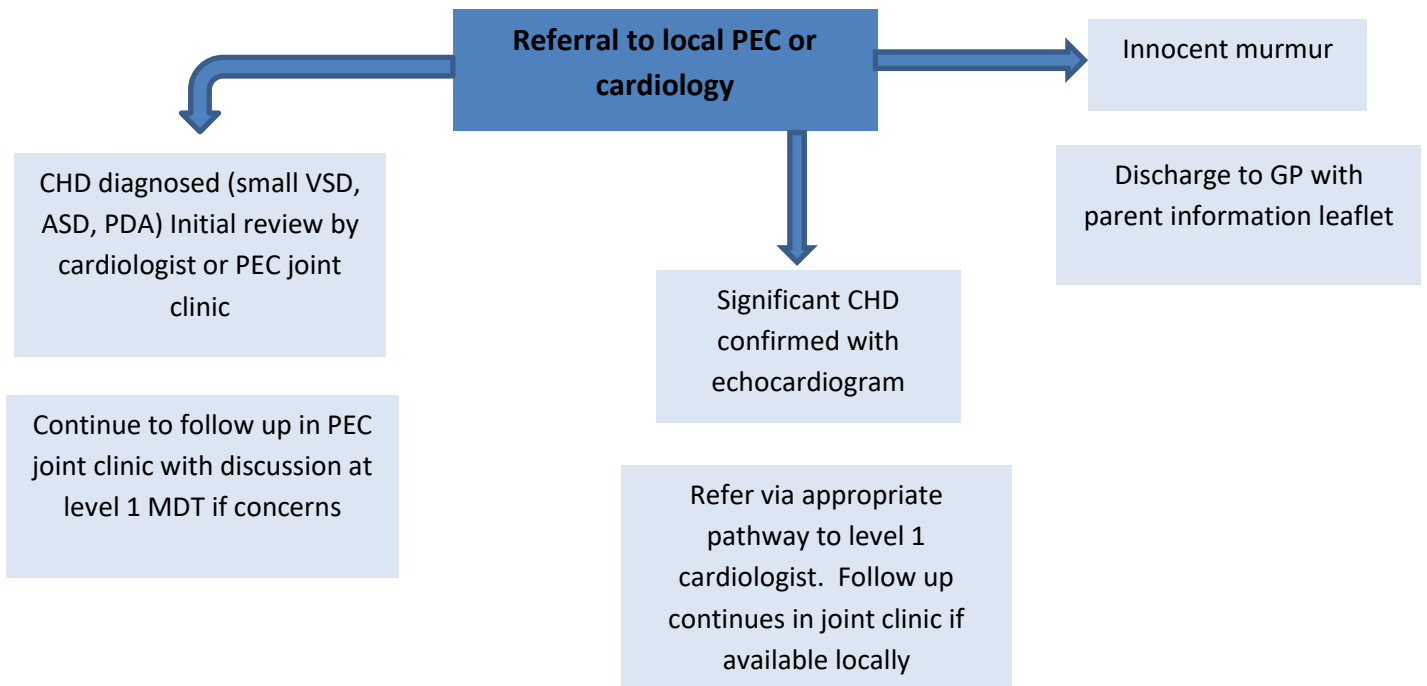 Referral to local PEC or
cardiology
Innocent murmur
Discharge to GP with
parent information leaflet
CHD diagnosed (small VSD,
ASD, PDA) Initial review by
cardiologist or PEC joint
clinic
Continue to follow up in PEC
joint clinic with discussion at
level 1 MDT if concerns
Significant CHD
confirmed with
echocardiogram
Refer via appropriate
pathway to level 1
cardiologist.  Follow up
continues in joint clinic if
available locally